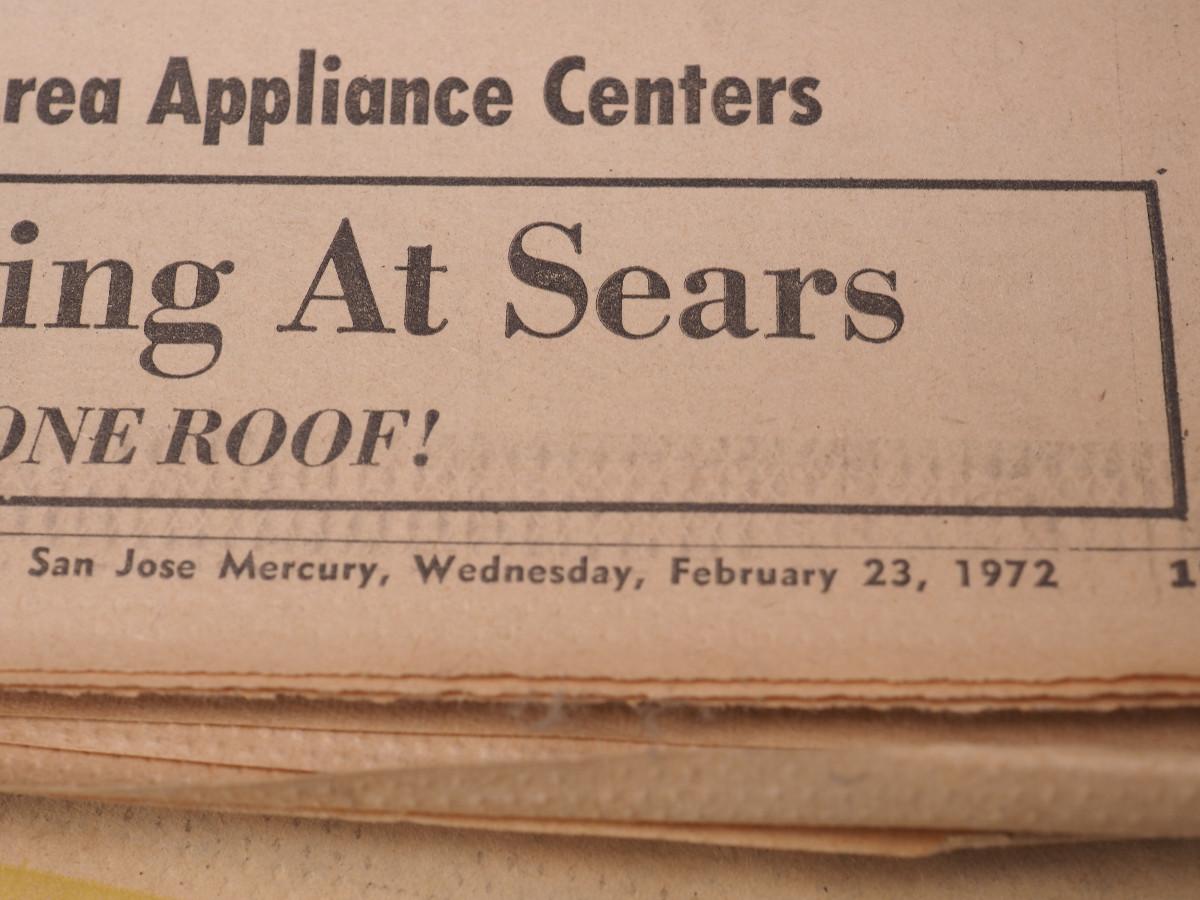 rea Appliance Centers
ing At Sears
ONE ROOF!
San Jose Mercury, Wednesday, February 23, 1972